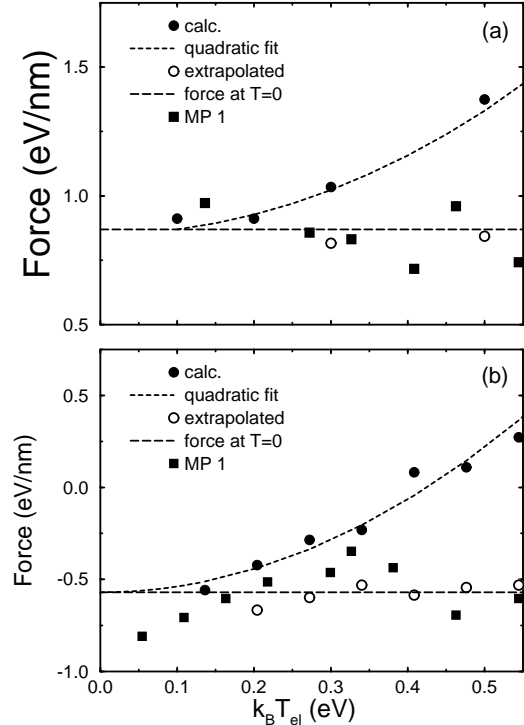 (a)
calc.
quadratic fit
extrapolated
force at T=0
MP 1
1.5
1.0
0.5
Force (eV/nm)
(b)
calc.
quadratic fit
extrapolated
force at T=0
MP 1
0.5
0.0
-0.5
-1.0
Force (eV/nm)
0.0 0.1 0.2 0.3 0.4 0.5
k_BT_el (eV)